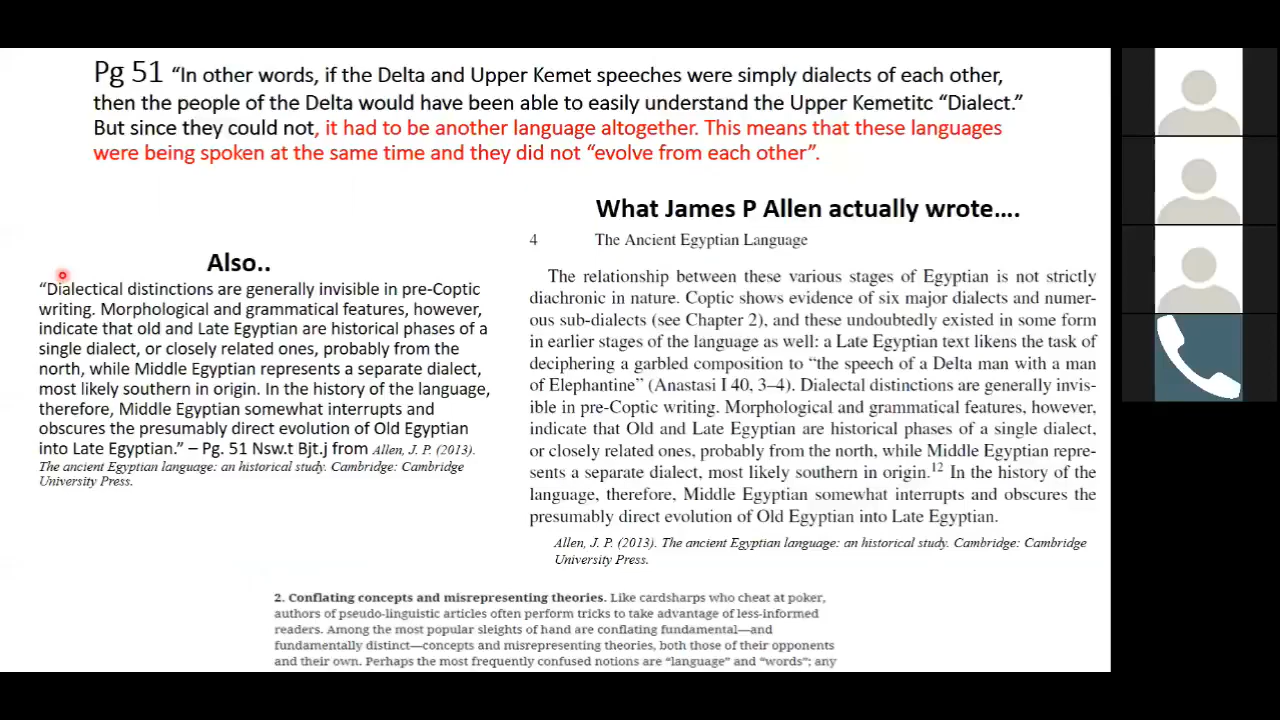 Pg 51 “In other words, if the Delta and Upper Kemet speeches were simply dialects of each other,
then the people of the Delta would have been able to easily understand the Upper Kemetitc “Dialect.”
But since they could not, it had to be another language altogether. This means that these languages
were being spoken at the same time and they did not “evolve from each other”.
Also..
“Dialectical distinctions are generally invisible in pre-Coptic
writing. Morphological and grammatical features, however,
indicate that old and Late Egyptian are historical phases of a
single dialect, or closely related ones, probably from the
north, while Middle Egyptian represents a separate dialect,
most likely southern in origin. In the history of the language,
therefore, Middle Egyptian somewhat interrupts and
obscures the presumably direct evolution of Old Egyptian
into Late Egyptian.” – Pg. 51 Nsw.t Bjt.j from Allen, J. P. (2013).
The ancient Egyptian language: an historical study. Cambridge: Cambridge
University Press.
What James P Allen actually wrote....
4 The Ancient Egyptian Language
The relationship between these various stages of Egyptian is not strictly
diachronic in nature. Coptic shows evidence of six major dialects and numer-
ous sub-dialects (see Chapter 2), and these undoubtedly existed in some form
in earlier stages of the language as well: a Late Egyptian text likens the task of
deciphering a garbled composition to “the speech of a Delta man with a man
of Elephantine” (Anastasi I 40, 3–4). Dialectal distinctions are generally invis-
ible in pre-Coptic writing. Morphological and grammatical features, however,
indicate that Old and Late Egyptian are historical phases of a single dialect,
or closely related ones, probably from the north, while Middle Egyptian repre-
sents a separate dialect, most likely southern in origin.12 In the history of the
language, therefore, Middle Egyptian somewhat interrupts and obscures the
presumably direct evolution of Old Egyptian into Late Egyptian.
Allen, J. P. (2013). The ancient Egyptian language: an historical study. Cambridge: Cambridge
University Press.
2. Conflating concepts and misrepresenting theories. Like cardsharps who cheat at poker,
authors of pseudo-linguistic articles often perform tricks to take advantage of less-informed
readers. Among the most popular sleights of hand are conflating fundamental—and
fundamentally distinct—concepts and misrepresenting theories, both those of their opponents
and their own. Perhaps the most frequently confused notions are “language” and “words”; any